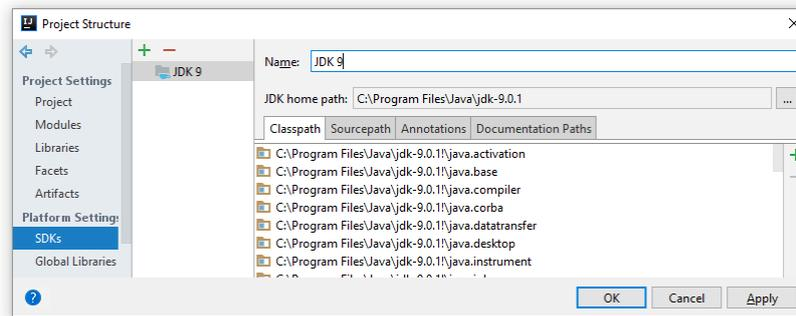 Project Structure
Project Settings
Project
Modules
Libraries
Facets
Artifacts
Platform Settings
SDKs
Global Libraries
JDK 9
Name: JDK 9
JDK home path: C:\Program Files\Java\jdk-9.0.1 ...
Classpath Sourcepath Annotations Documentation Paths
C:\Program Files\Java\jdk-9.0.1!\java.activation
C:\Program Files\Java\jdk-9.0.1!\java.base
C:\Program Files\Java\jdk-9.0.1!\java.compiler
C:\Program Files\Java\jdk-9.0.1!\java.corba
C:\Program Files\Java\jdk-9.0.1!\java.datatransfer
C:\Program Files\Java\jdk-9.0.1!\java.desktop
C:\Program Files\Java\jdk-9.0.1!\java.instrument
? OK Cancel Apply